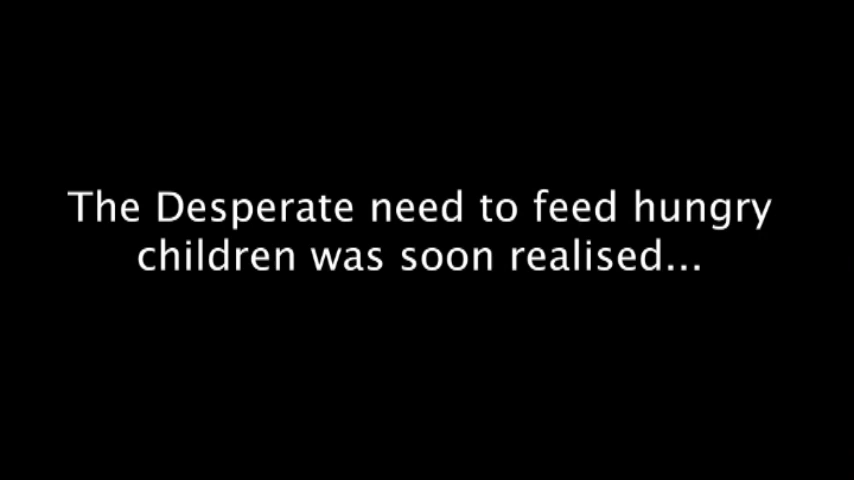 The Desperate need to feed hungry
children was soon realised...